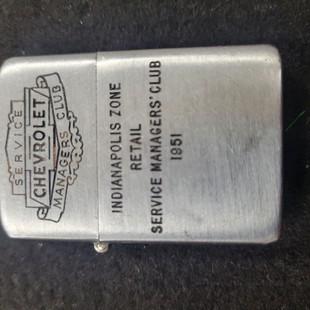 SERVICE
CHEVROLET
MANAGERS CLUB
INDIANAPOLIS ZONE
RETAIL
SERVICE MANAGERS' CLUB
1951